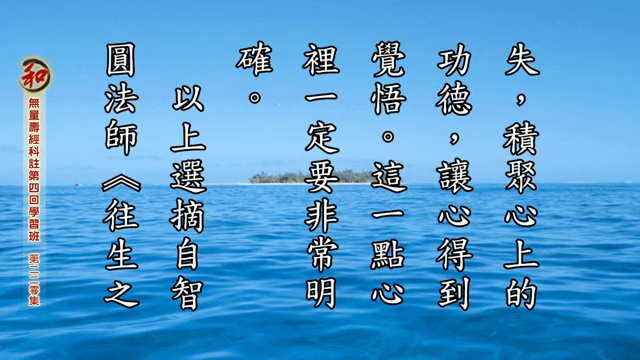 失，積聚心上的
功德，讓心得到
覺悟。這一點心
裡一定要非常明
確。
以上選摘自智
圓法師《往生之
和
無量壽經科註第四回學習班 第二二零集